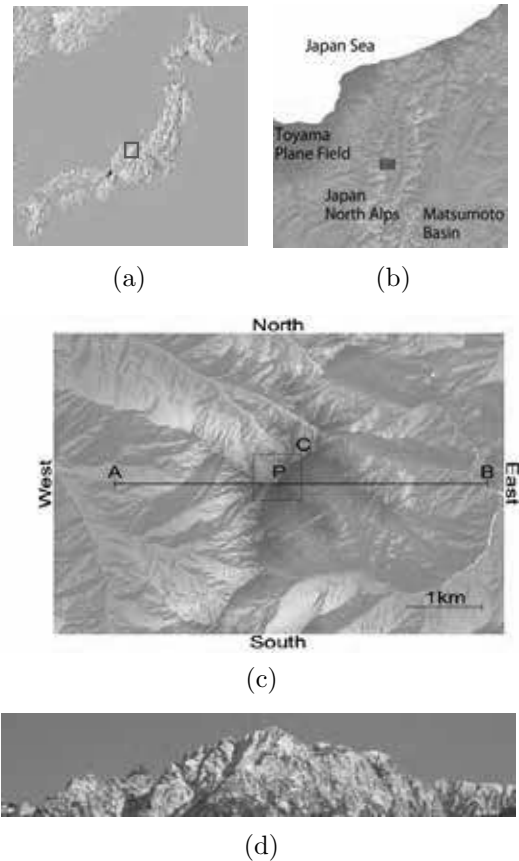 Japan Sea
Toyama
Plane Field
Japan
North Alps
Matsumoto
Basin
(a)
(b)
North
West
A
P
C
B
East
1km
South
(c)
(d)